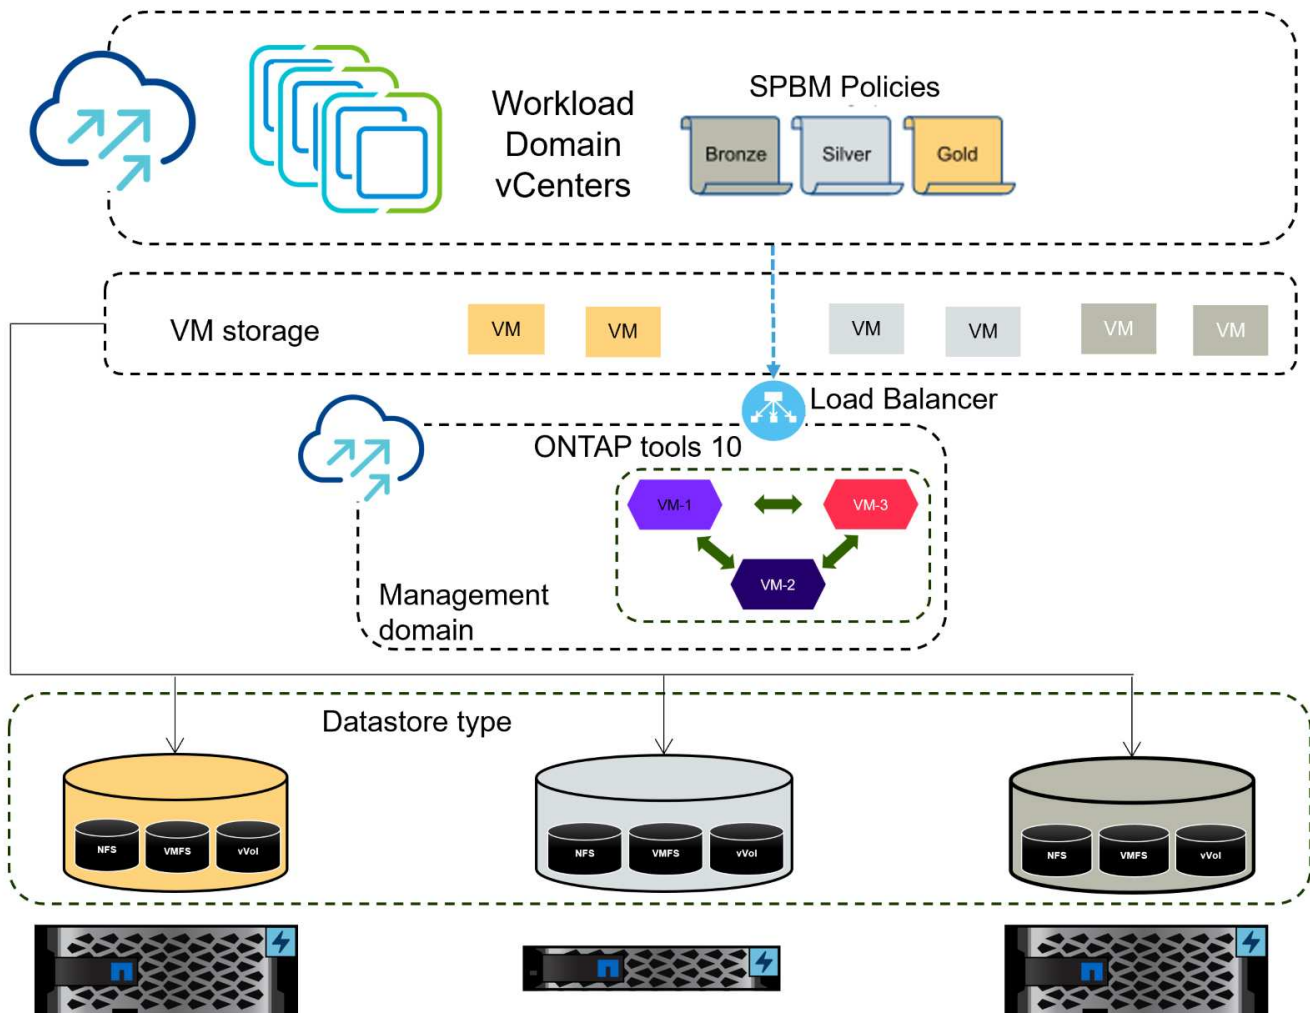 SPBM Policies
Workload
Domain
vCenters
Bronze
Silver
Gold
VM storage
VM
VM
VM
VM
VM
VM
Load Balancer
ONTAP tools 10
VM-1
VM-3
VM-2
Management
domain
Datastore type
NFS
VMFS
vVol
NFS
VMFS
vVol
NFS
VMFS
vVol